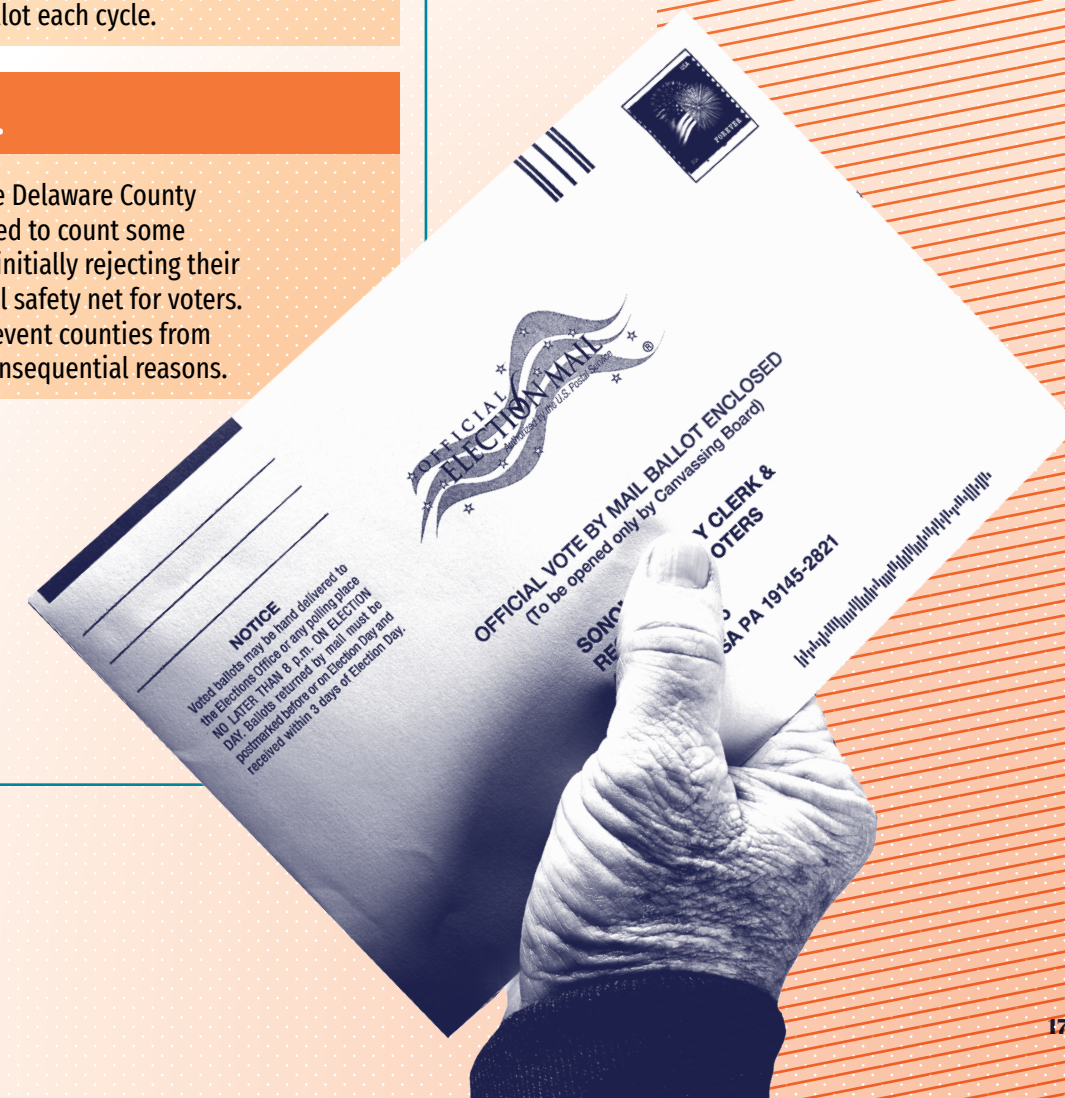 lot each cycle.
.
e Delaware County
ed to count some
initially rejecting their
l safety net for voters.
event counties from
nsequential reasons.
USA
FOREVER
OFFICIAL
ELECTION MAIL®
Authorized by the U.S. Postal Service
OFFICIAL VOTE BY MAIL BALLOT ENCLOSED
(To be opened only by Canvassing Board)
SONO Y CLERK &
RE OTERS
SA PA 19145-2821
NOTICE
Voted ballots may be hand delivered to
the Elections Office or any polling place
NO LATER THAN 8 p.m. ON ELECTION
DAY. Ballots returned by mail must be
postmarked before or on Election Day and
received within 3 days of Election Day.
17